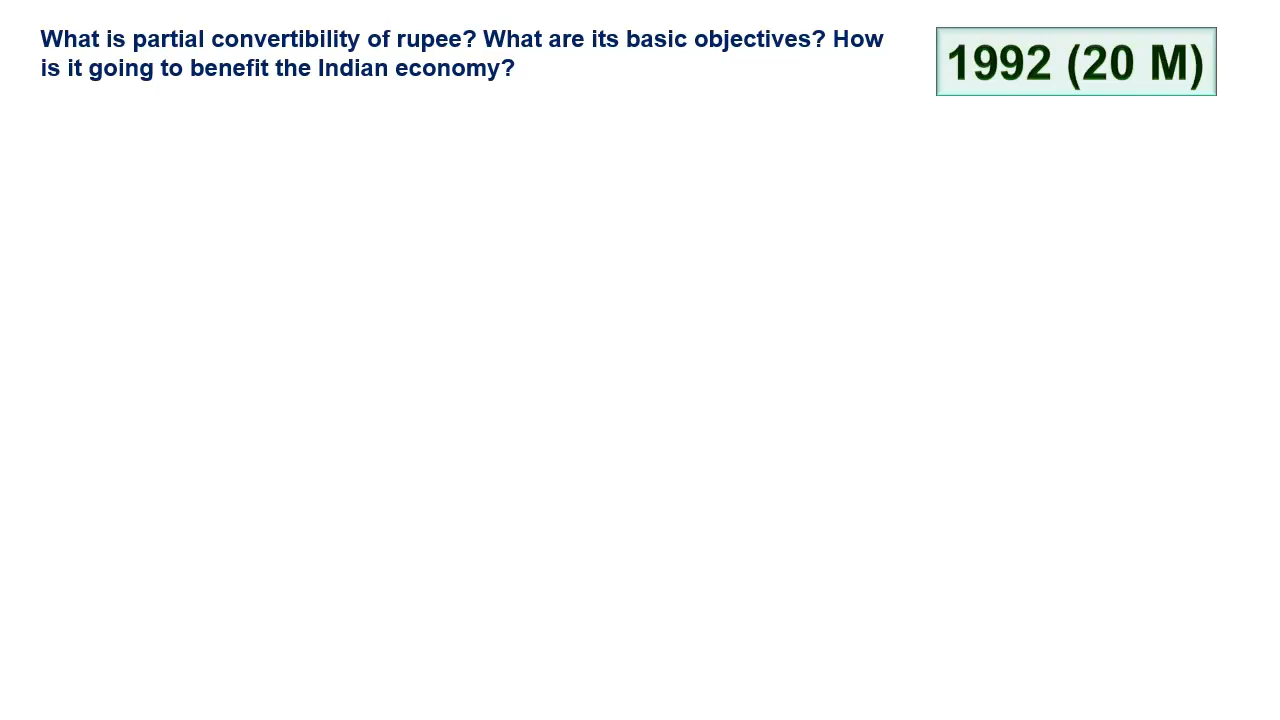 What is partial convertibility of rupee? What are its basic objectives? How
is it going to benefit the Indian economy?
1992 (20 M)